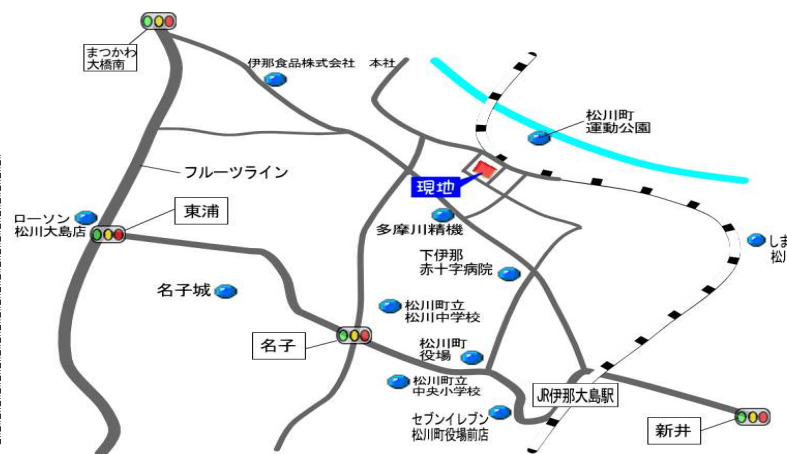 まつかわ
大橋南
伊那食品株式会社　本社
松川町
運動公園
フルーツライン
現地
東浦
ローソン
松川大島店
多摩川精機
しま
松川
下伊那
赤十字病院
名子城
松川町立
松川中学校
名子
松川町
役場
松川町立
中央小学校
JR伊那大島駅
セブンイレブン
松川町役場前店
新井